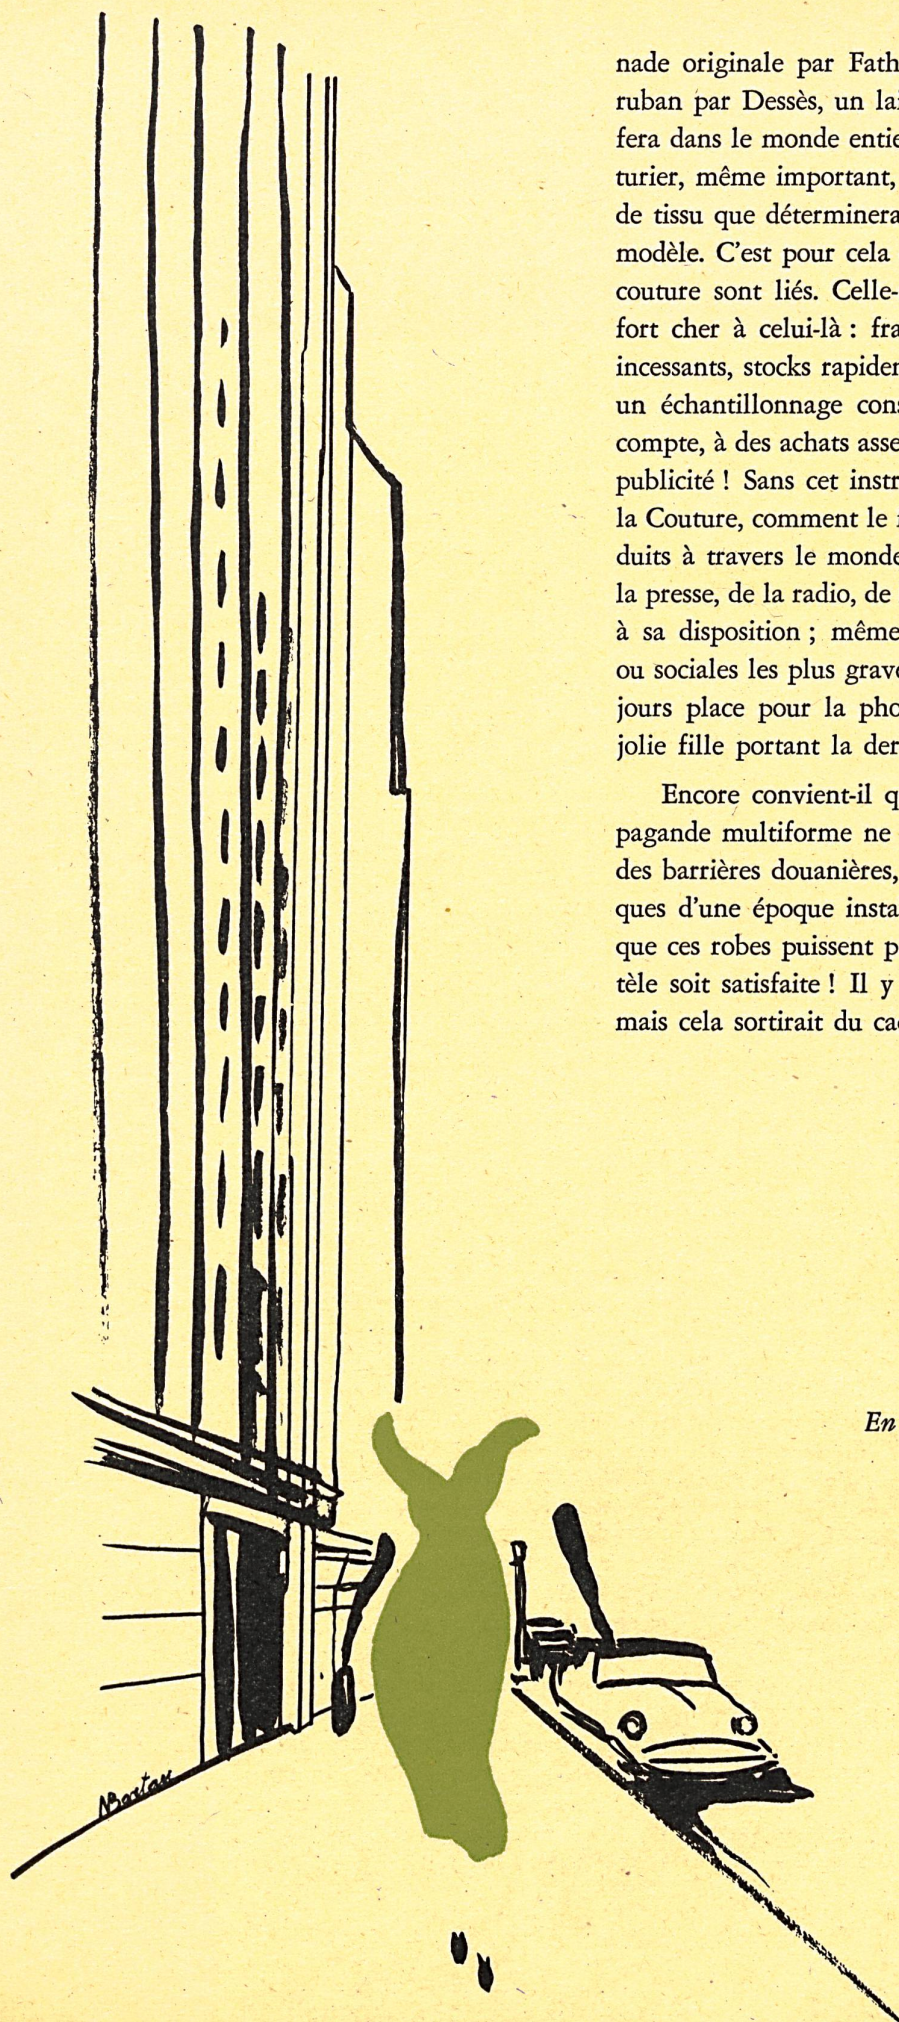 nade originale par Fath
ruban par Dessès, un lai
fera dans le monde entie
turier, même important,
de tissu que déterminera
modèle. C'est pour cela
couture sont liés. Celle-
fort cher à celui-là : fra
incessants, stocks rapider
un échantillonnage cons
compte, à des achats asse
publicité ! Sans cet instr
la Couture, comment le
duits à travers le monde
la presse, de la radio, de
à sa disposition ; même
ou sociales les plus grave
jours place pour la pho
jolie fille portant la der
Encore convient-il q
pagande multiforme ne
des barrières douanières,
ques d'une époque insta
que ces robes puissent p
tèle soit satisfaite ! Il y
mais cela sortirait du ca
En